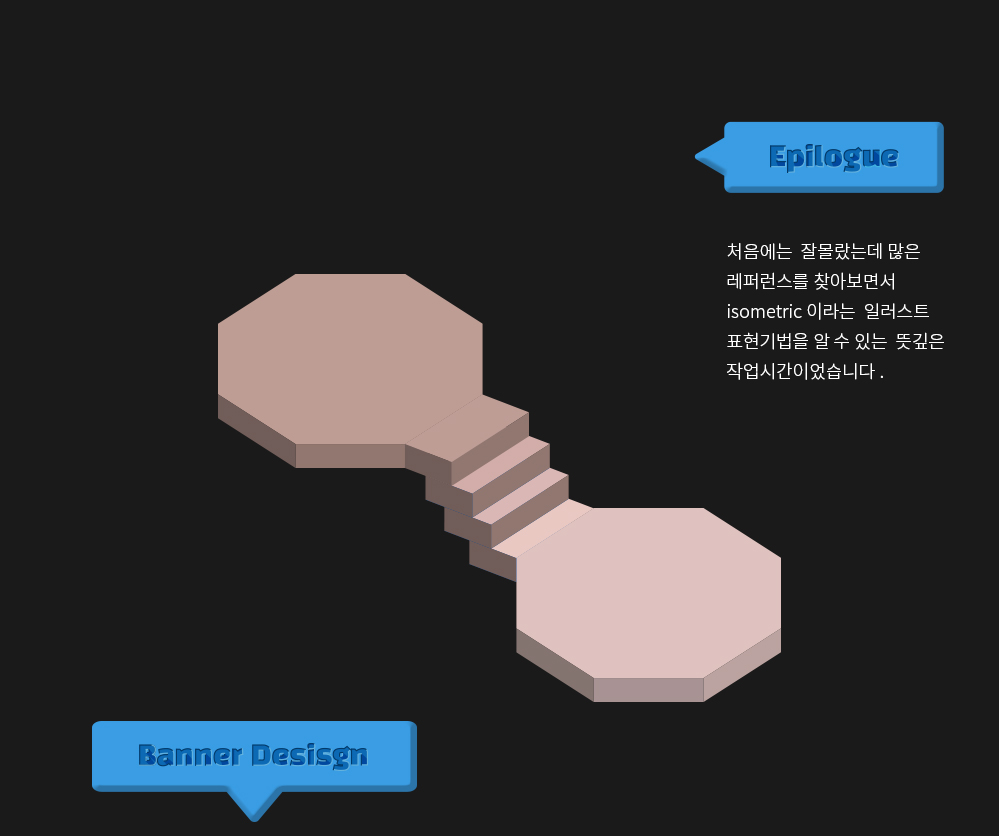 Epilogue
처음에는 잘몰랐는데 많은
레퍼런스를 찾아보면서
isometric 이라는 일러스트
표현기법을 알 수 있는 뜻깊은
작업시간이었습니다 .
Banner Desisgn